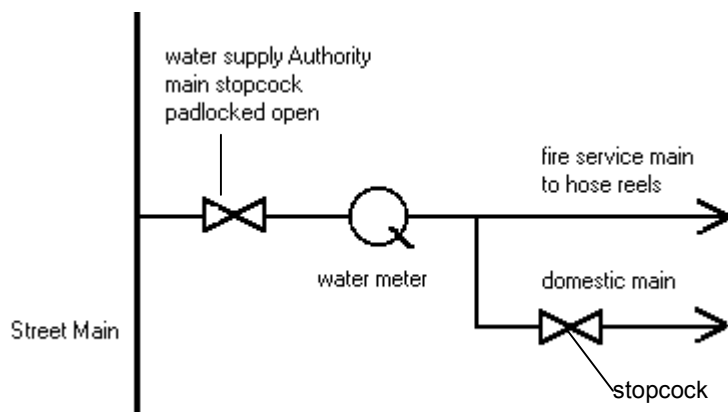 water supply Authority
main stopcock
padlocked open
fire service main
to hose reels
water meter
domestic main
Street Main
stopcock